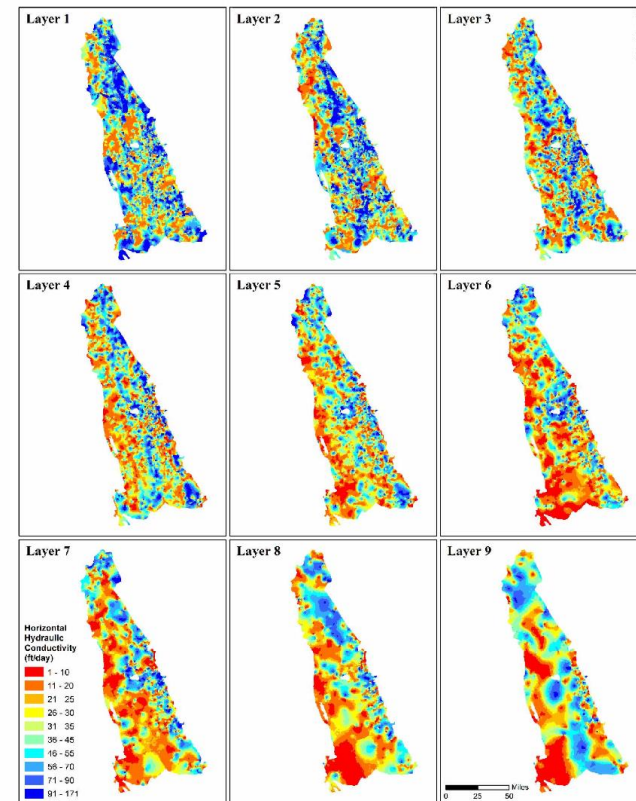 Layer 1
Layer 2
Layer 3
Layer 4
Layer 5
Layer 6
Layer 7
Layer 8
Layer 9
Horizontal
Hydraulic
Conductivity
(ft/day)
1 - 10
11 - 20
21 25
26 - 30
31 35
36 - 45
46 - 55
56 - 70
71 - 90
91 - 171
Miles
0 25 50